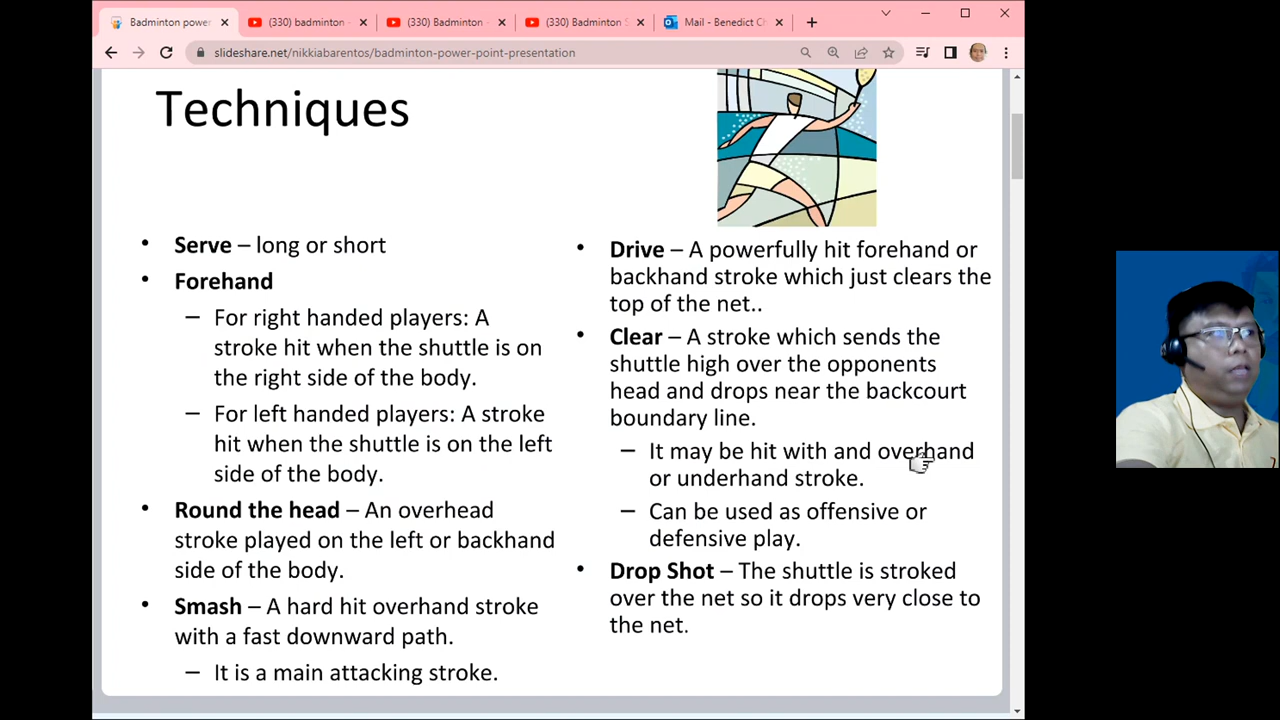 Badminton power
(330) badminton -
(330) Badminton -
(330) Badminton S
Mail - Benedict Ch
slideshare.net/nikkiabarentos/badminton-power-point-presentation
Techniques
• Serve – long or short
• Forehand
– For right handed players: A
stroke hit when the shuttle is on
the right side of the body.
– For left handed players: A stroke
hit when the shuttle is on the left
side of the body.
• Round the head – An overhead
stroke played on the left or backhand
side of the body.
• Smash – A hard hit overhand stroke
with a fast downward path.
– It is a main attacking stroke.
• Drive – A powerfully hit forehand or
backhand stroke which just clears the
top of the net..
• Clear – A stroke which sends the
shuttle high over the opponents
head and drops near the backcourt
boundary line.
– It may be hit with and overhand
or underhand stroke.
– Can be used as offensive or
defensive play.
• Drop Shot – The shuttle is stroked
over the net so it drops very close to
the net.